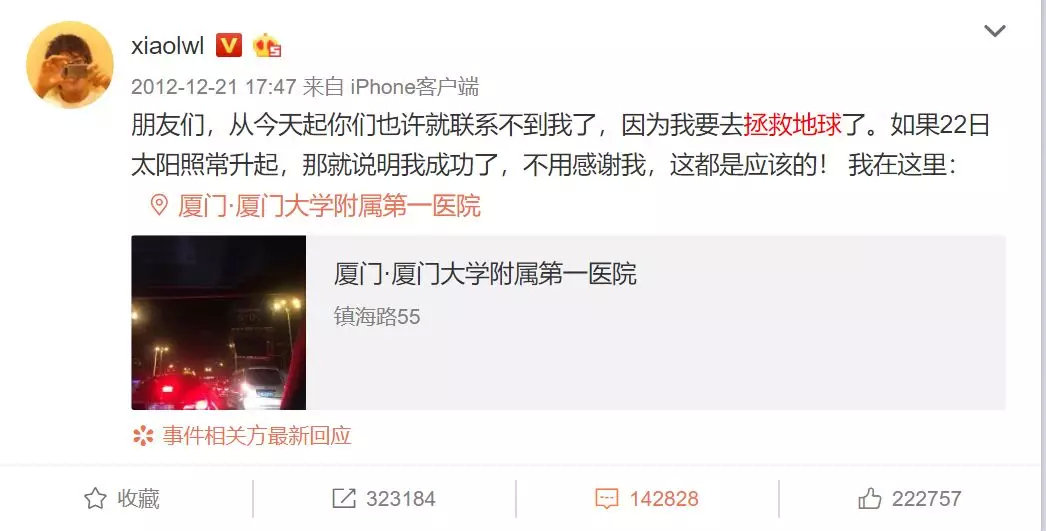 xiaolwl V 5
2012-12-21 17:47 来自 iPhone客户端
朋友们，从今天起你们也许就联系不到我了，因为我要去拯救地球了。如果22日
太阳照常升起，那就说明我成功了，不用感谢我，这都是应该的！ 我在这里：
厦门·厦门大学附属第一医院
厦门·厦门大学附属第一医院
镇海路55
事件相关方最新回应
收藏 323184 142828 222757